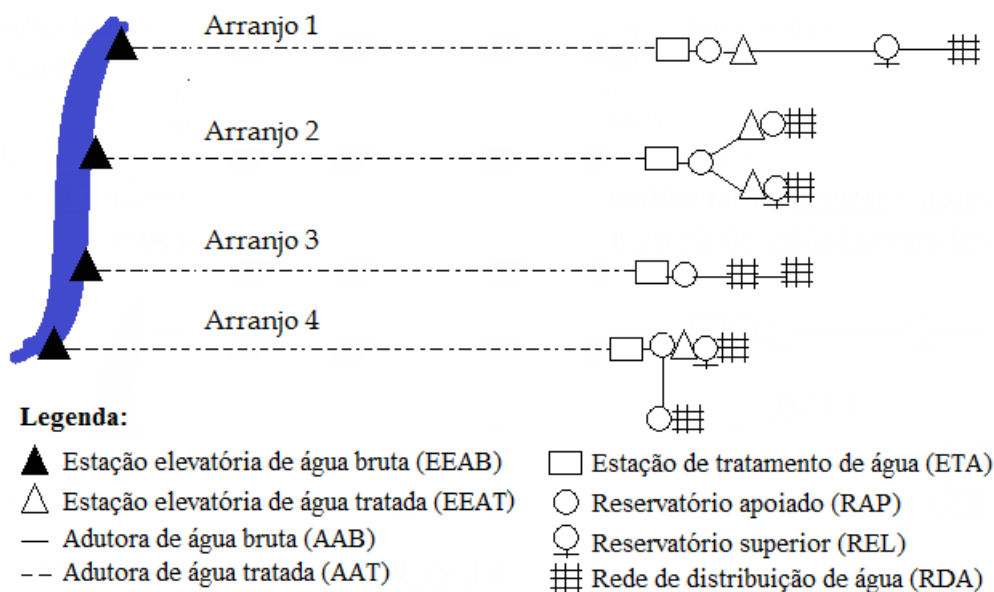 Arranjo 1
Arranjo 2
Arranjo 3
Arranjo 4
Legenda:
Estação elevatória de água bruta (EEAB)
Estação elevatória de água tratada (EEAT)
Adutora de água bruta (AAB)
Adutora de água tratada (AAT)
Estação de tratamento de água (ETA)
Reservatório apoiado (RAP)
Reservatório superior (REL)
Rede de distribuição de água (RDA)